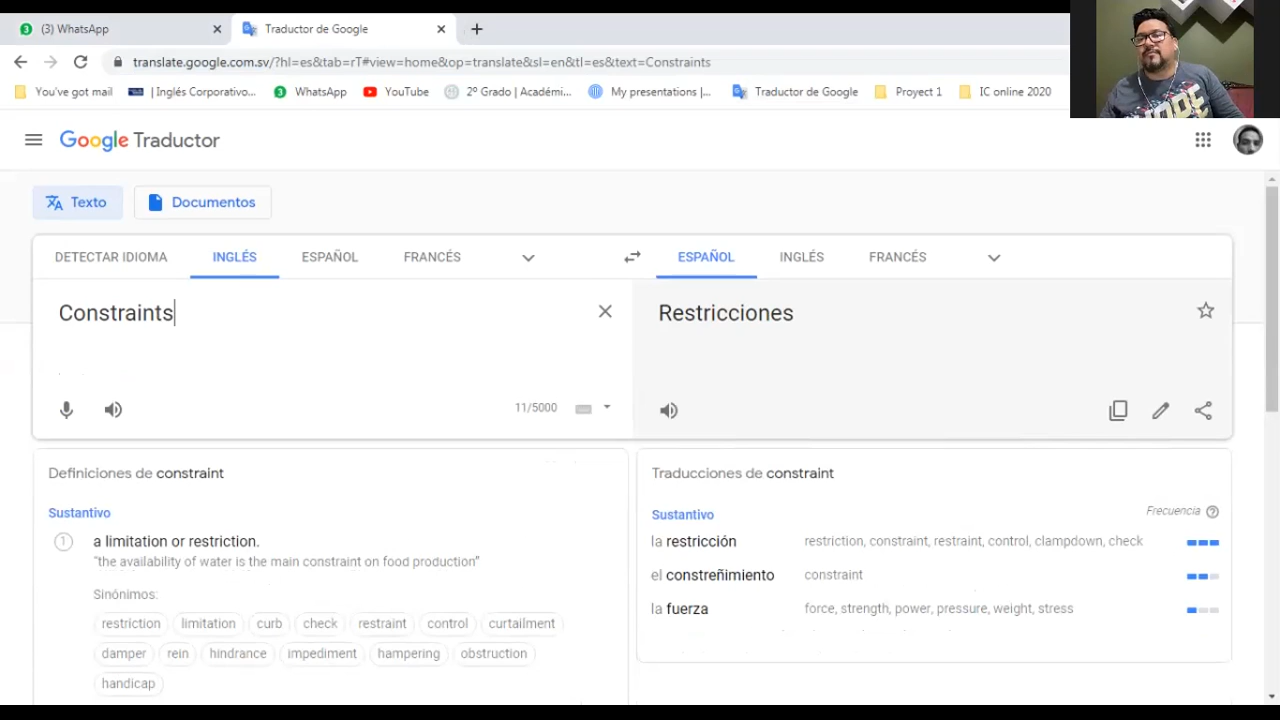 (3) WhatsApp
Traductor de Google
translate.google.com.sv/?hl=es&tab=rT#view=home&op=translate&sl=en&tl=es&text=Constraints
You've got mail
| Inglés Corporativo...
WhatsApp
YouTube
2º Grado | Académi...
My presentations |...
Traductor de Google
Proyect 1
IC online 2020
Google Traductor
Texto
Documentos
DETECTAR IDIOMA
INGLÉS
ESPAÑOL
FRANCÉS
ESPAÑOL
INGLÉS
FRANCÉS
Constraints
Restricciones
11/5000
Definiciones de constraint
Sustantivo
1
a limitation or restriction.
"the availability of water is the main constraint on food production"
Sinónimos:
restriction limitation curb check restraint control curtailment
damper rein hindrance impediment hampering obstruction
handicap
Traducciones de constraint
Sustantivo
Frecuencia
la restricción restriction, constraint, restraint, control, clampdown, check
el constreñimiento constraint
la fuerza force, strength, power, pressure, weight, stress